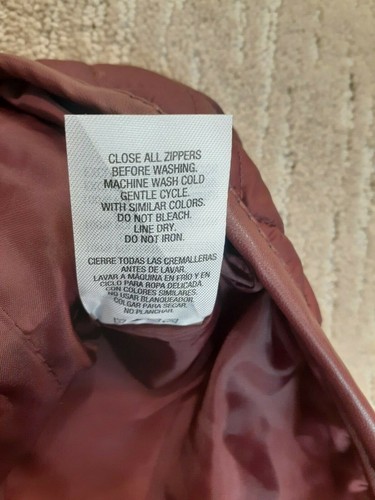 CLOSE ALL ZIPPERS
BEFORE WASHING.
MACHINE WASH COLD
GENTLE CYCLE.
WITH SIMILAR COLORS.
DO NOT BLEACH.
LINE DRY.
DO NOT IRON.
CIERRE TODAS LAS CREMALLERAS
ANTES DE LAVAR.
LAVAR A MÁQUINA EN FRÍO Y EN
CICLO PARA ROPA DELICADA.
CON COLORES SIMILARES.
NO USAR BLANQUEADOR.
COLGAR PARA SECAR.
NO PLANCHAR.